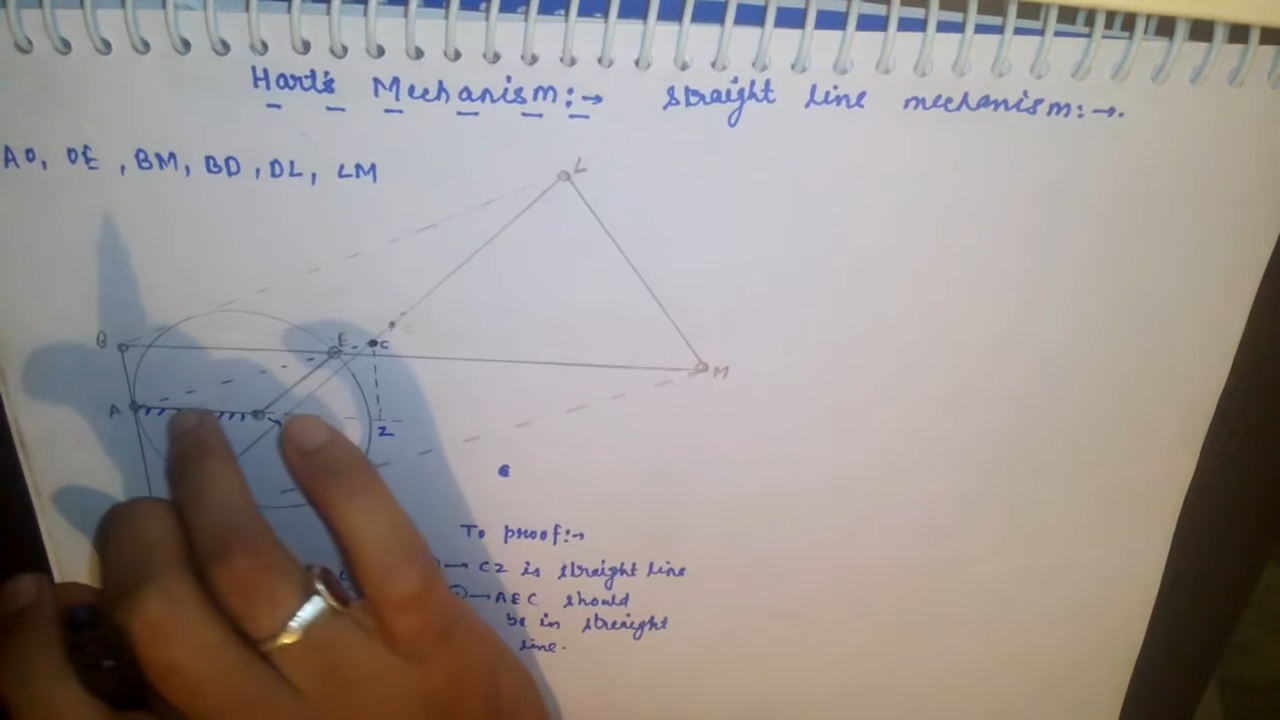 Hart's Mechanism:→ straight line mechanism:→.
AO, OE, BM, BD, DL, LM
L
B
E
C
M
A
Z
To proof:→
→ CZ is straight line
→ AEC should
be in streight
line.